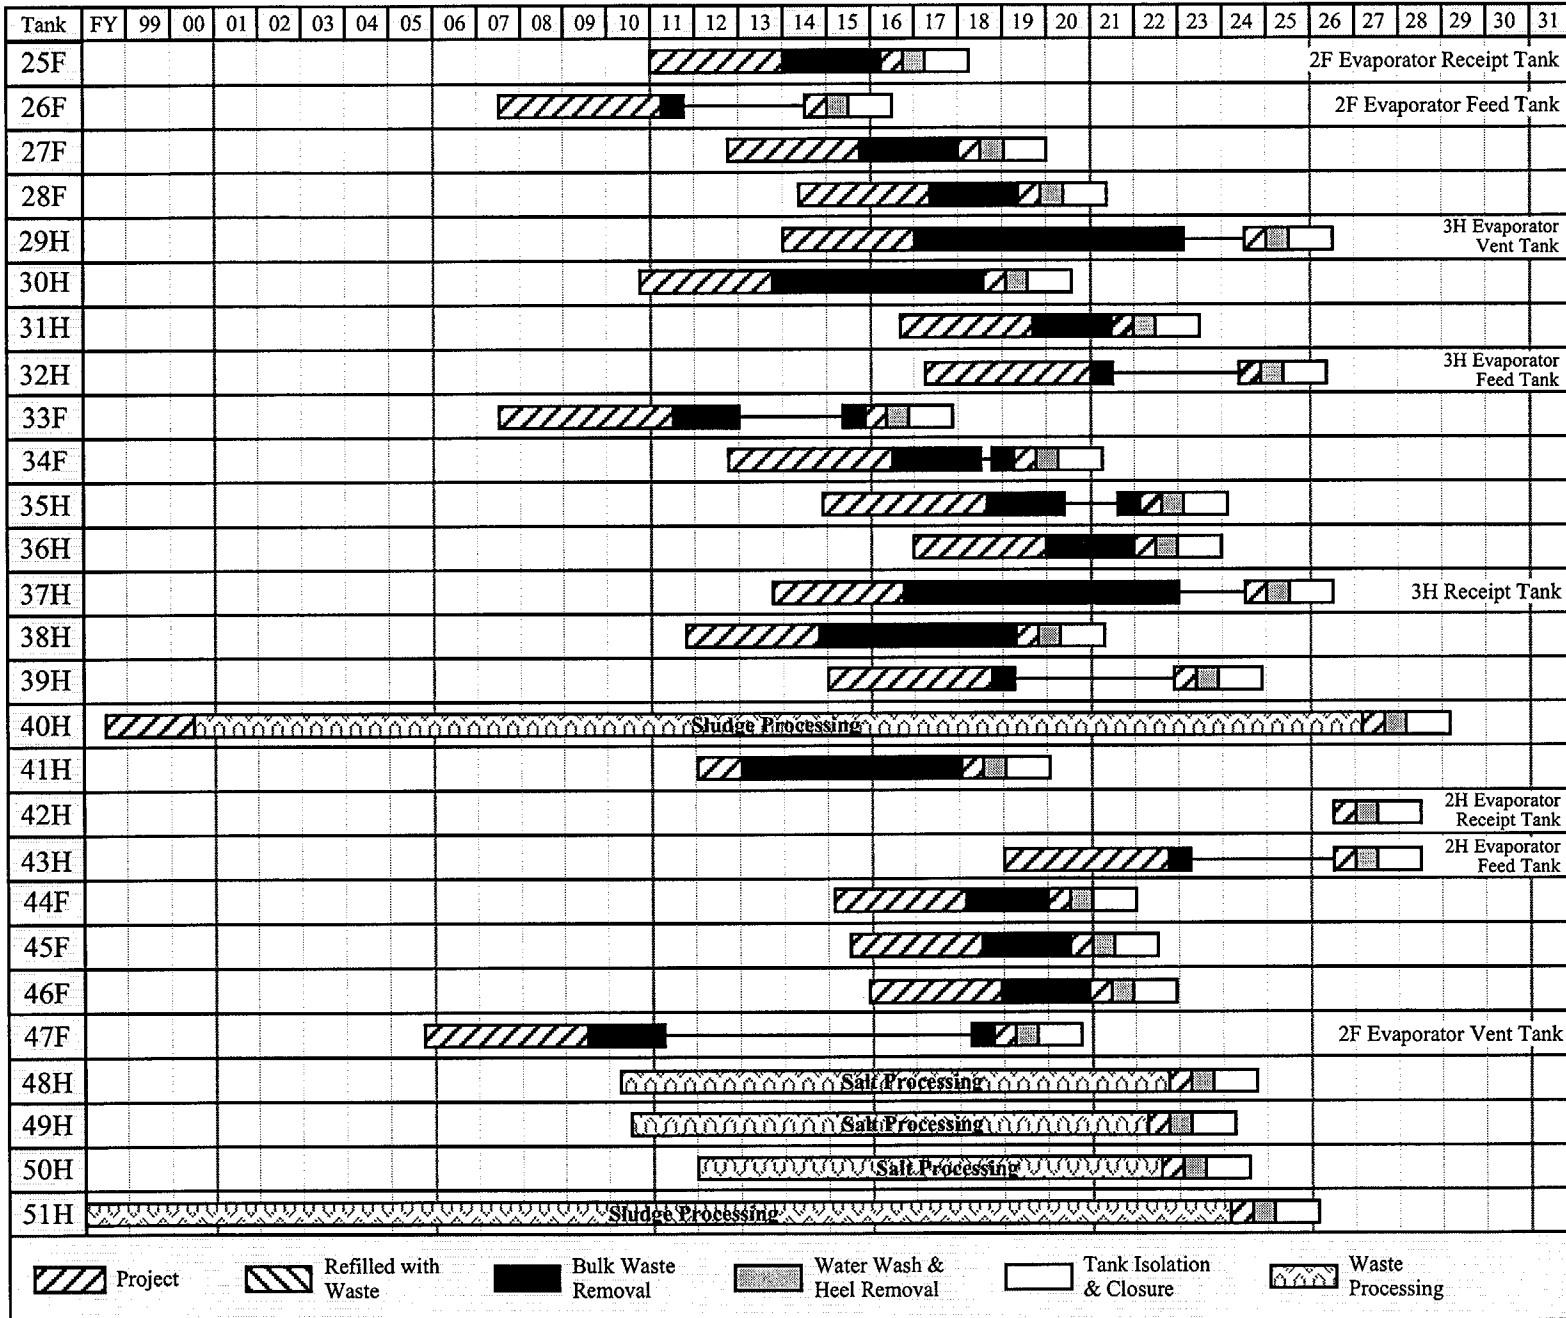 Tank FY 99 00 01 02 03 04 05 06 07 08 09 10 11 12 13 14 15 16 17 18 19 20 21 22 23 24 25 26 27 28 29 30 31
25F 2F Evaporator Receipt Tank
26F 2F Evaporator Feed Tank
27F
28F
29H 3H Evaporator
Vent Tank
30H
31H
32H 3H Evaporator
Feed Tank
33F
34F
35H
36H
37H 3H Receipt Tank
38H
39H
40H Sludge Processing
41H
42H 2H Evaporator
Receipt Tank
43H 2H Evaporator
Feed Tank
44F
45F
46F
47F 2F Evaporator Vent Tank
48H Salt Processing
49H Salt Processing
50H Salt Processing
51H Sludge Processing
Project
Refilled with
Waste
Bulk Waste
Removal
Water Wash &
Heel Removal
Tank Isolation
& Closure
Waste
Processing